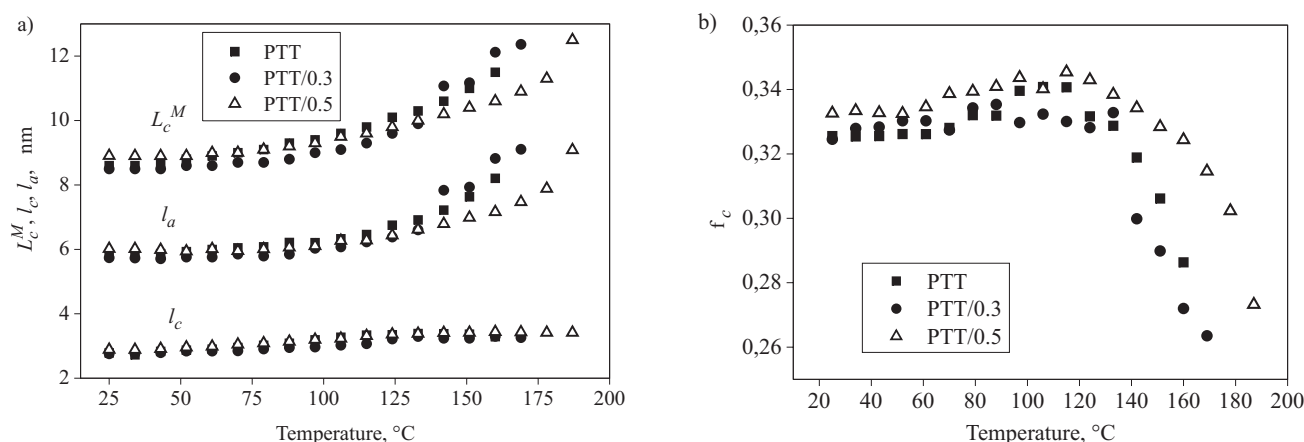 a)
L_c^M, l_c, l_a, nm
12
10
8
6
4
2
PTT
PTT/0.3
PTT/0.5
L_c^M
l_a
l_c
25 50 75 100 125 150 175 200
Temperature, °C
b)
f_c
0,36
0,34
0,32
0,30
0,28
0,26
PTT
PTT/0.3
PTT/0.5
20 40 60 80 100 120 140 160 180 200
Temperature, °C